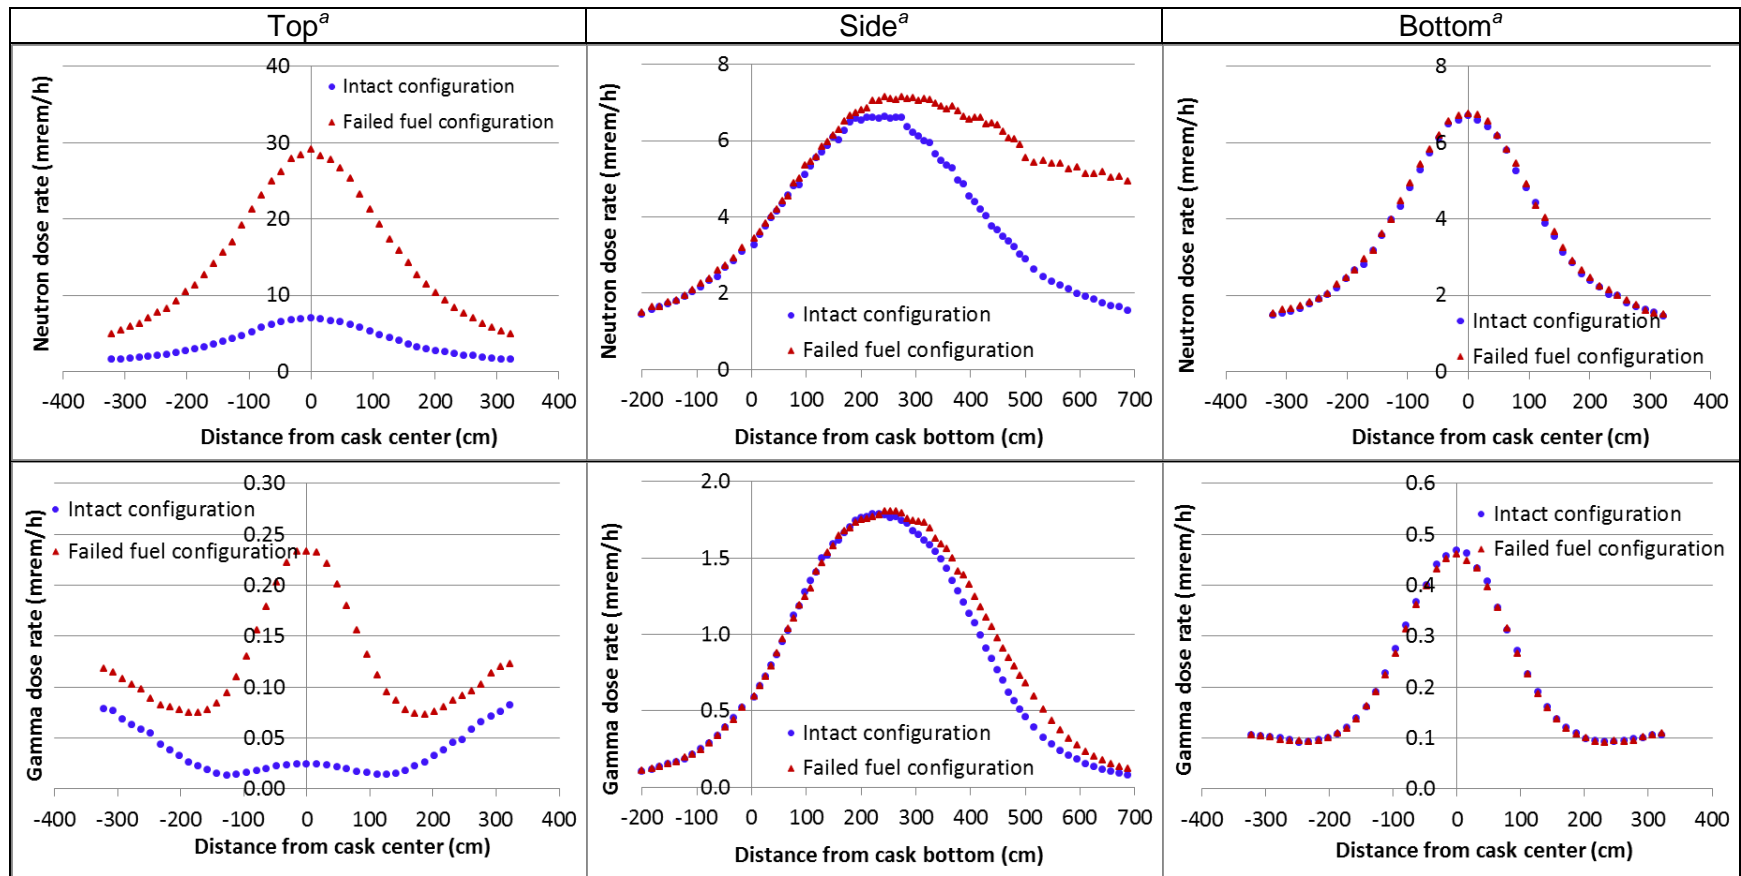 Topᵃ
Sideᵃ
Bottomᵃ
Neutron dose rate (mrem/h)
40
30
20
10
0
Intact configuration
Failed fuel configuration
-400 -300 -200 -100 0 100 200 300 400
Distance from cask center (cm)
Neutron dose rate (mrem/h)
8
6
4
2
0
Intact configuration
Failed fuel configuration
-200 -100 0 100 200 300 400 500 600 700
Distance from cask bottom (cm)
Neutron dose rate (mrem/h)
8
6
4
2
0
Intact configuration
Failed fuel configuration
-400 -300 -200 -100 0 100 200 300 400
Distance from cask center (cm)
Gamma dose rate (mrem/h)
0.30
0.25
0.20
0.15
0.10
0.05
0.00
Intact configuration
Failed fuel configuration
-400 -300 -200 -100 0 100 200 300 400
Distance from cask center (cm)
Gamma dose rate (mrem/h)
2.0
1.5
1.0
0.5
0.0
Intact configuration
Failed fuel configuration
-200 -100 0 100 200 300 400 500 600 700
Distance from cask bottom (cm)
Gamma dose rate (mrem/h)
0.6
0.5
0.4
0.3
0.2
0.1
0.0
Intact configuration
Failed fuel configuration
-400 -300 -200 -100 0 100 200 300 400
Distance from cask center (cm)